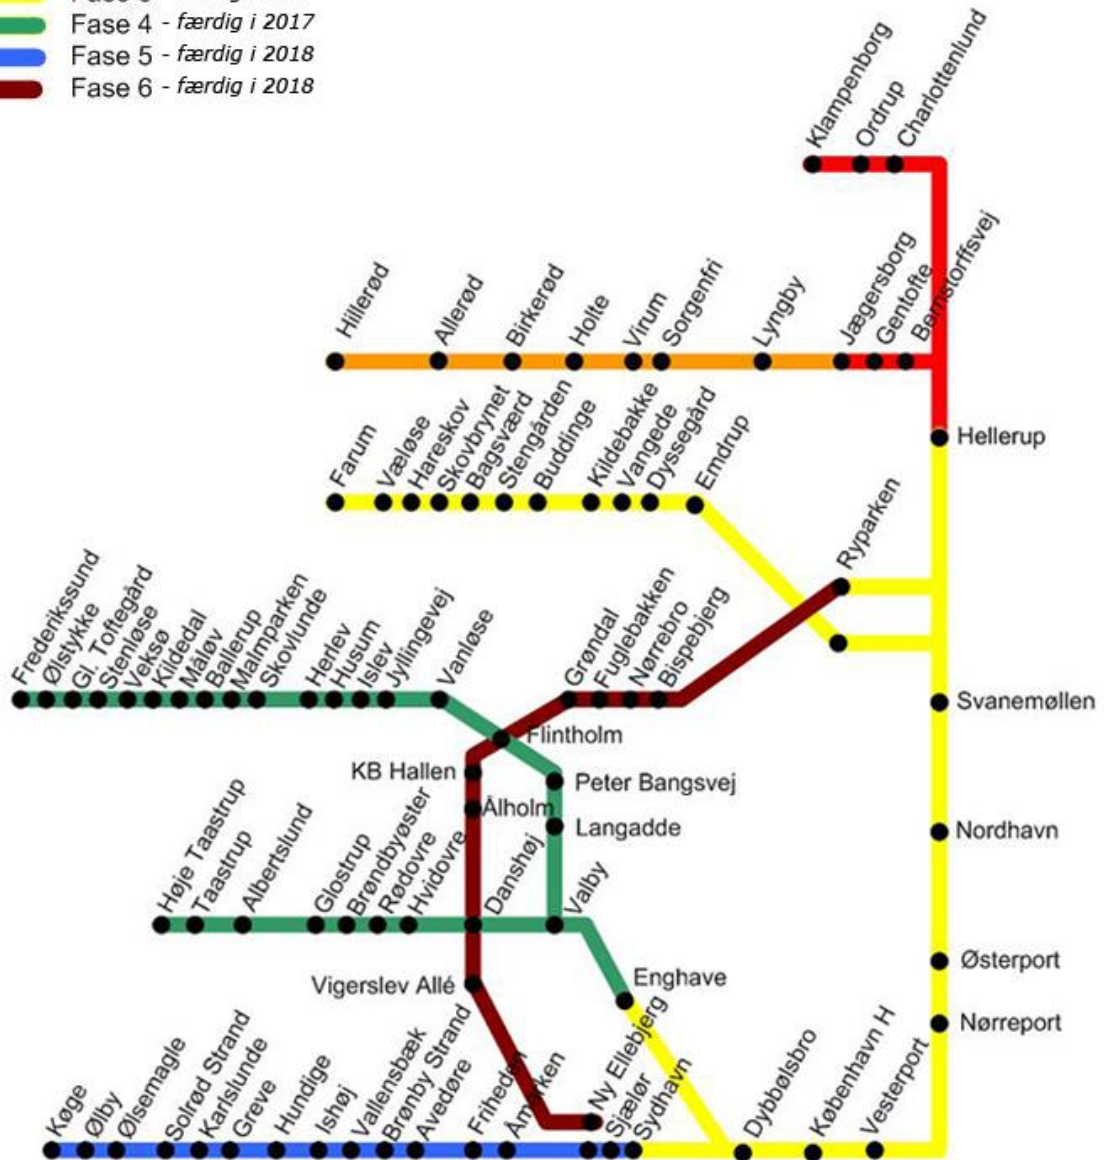 Fase 4 - færdig i 2017
Fase 5 - færdig i 2018
Fase 6 - færdig i 2018
Klampenborg
Ordrup
Charlottenlund
Hillerød
Allerød
Birkerød
Holte
Virum
Sorgenfri
Lyngby
Jægersborg
Gentofte
Bernstorffsvej
Hellerup
Farum
Væløse
Hareskov
Skovbrynet
Bagsværd
Stengården
Buddinge
Kildebakke
Vangede
Dyssegård
Emdrup
Ryparken
Frederikssund
Ølstykke
Gl. Toftegård
Stenløse
Veksø
Kildedal
Måløv
Ballerup
Malmparken
Skovlunde
Herlev
Husum
Islev
Jyllingevej
Vanløse
Grøndal
Fuglebakken
Nørrebro
Bispebjerg
Svanemøllen
Flintholm
KB Hallen
Peter Bangsvej
Ålholm
Langadde
Nordhavn
Høje Taastrup
Taastrup
Albertslund
Glostrup
Brøndbyøster
Rødovre
Hvidovre
Danshøj
Valby
Østerport
Vigerslev Allé
Enghave
Nørreport
Køge
Ølby
Ølsemagle
Solrød Strand
Karlslunde
Greve
Hundige
Ishøj
Vallensbæk
Brønby Strand
Avedøre
Friheden
Åmarken
Ny Ellebjerg
Sjælør
Sydhavn
Dybbølsbro
København H
Vesterport